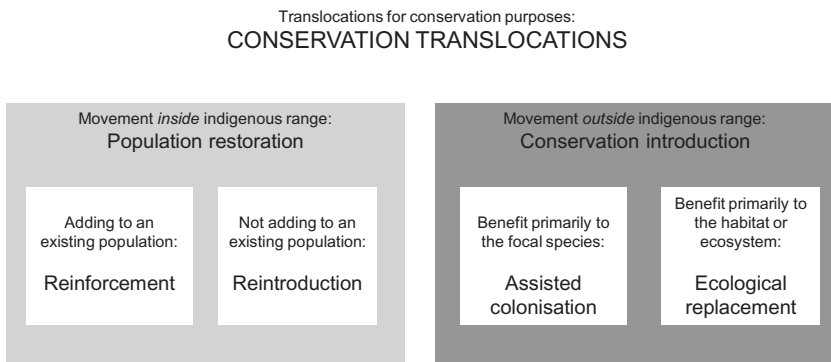 Translocations for conservation purposes:
CONSERVATION TRANSLOCATIONS
Movement inside indigenous range:
Population restoration
Adding to an
existing population:
Reinforcement
Not adding to an
existing population:
Reintroduction
Movement outside indigenous range:
Conservation introduction
Benefit primarily to
the focal species:
Assisted
colonisation
Benefit primarily to
the habitat or
ecosystem:
Ecological
replacement